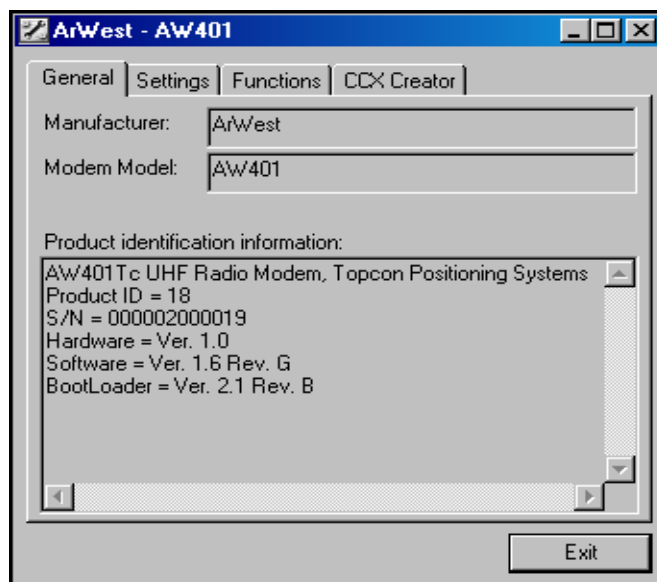 ArWest - AW401
General Settings Functions CCX Creator
Manufacturer: ArWest
Modem Model: AW401
Product identification information:
AW401Tc UHF Radio Modem, Topcon Positioning Systems
Product ID = 18
S/N = 000002000019
Hardware = Ver. 1.0
Software = Ver. 1.6 Rev. G
BootLoader = Ver. 2.1 Rev. B
Exit